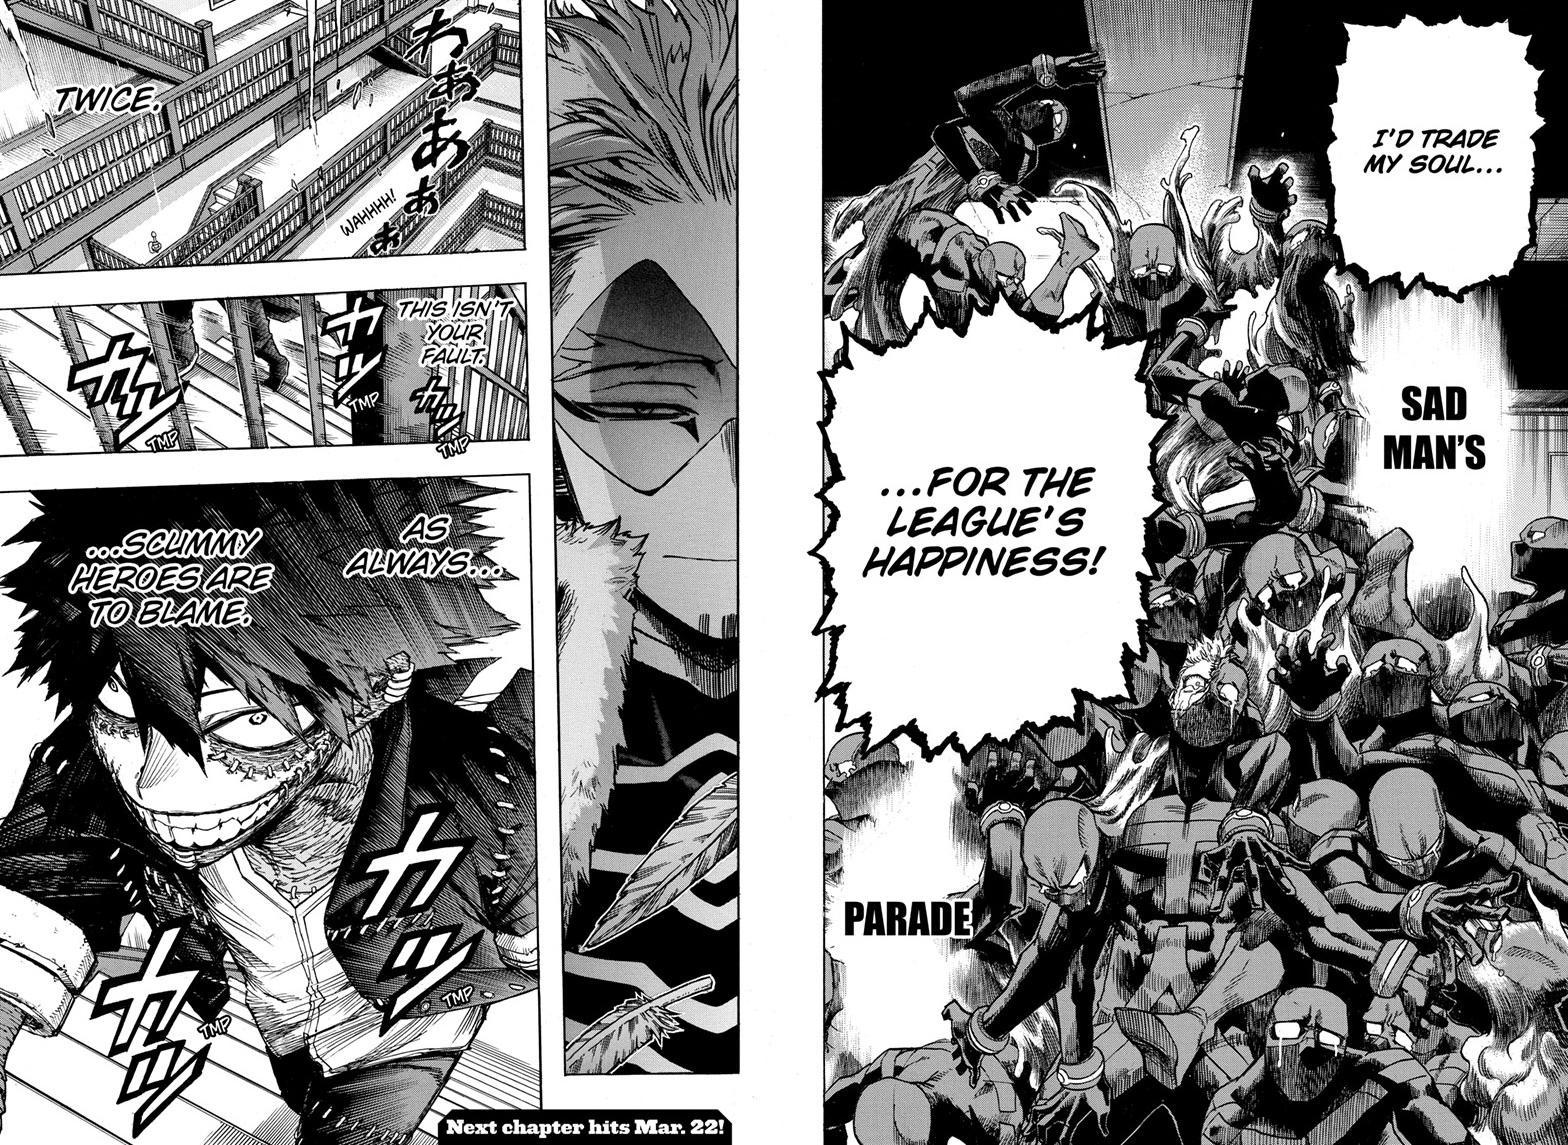 I'D TRADE
MY SOUL...
...FOR THE
LEAGUE'S
HAPPINESS!
SAD
MAN'S
PARADE
わあああぁ
WAHHHH!
TWICE.
THIS ISN'T
YOUR
FAULT.
カッ
TMP
カッ
TMP
カッ
TMP
AS
ALWAYS...
...SCUMMY
HEROES ARE
TO BLAME.
カッ
TMP
カッ
TMP
Next chapter hits Mar. 22!